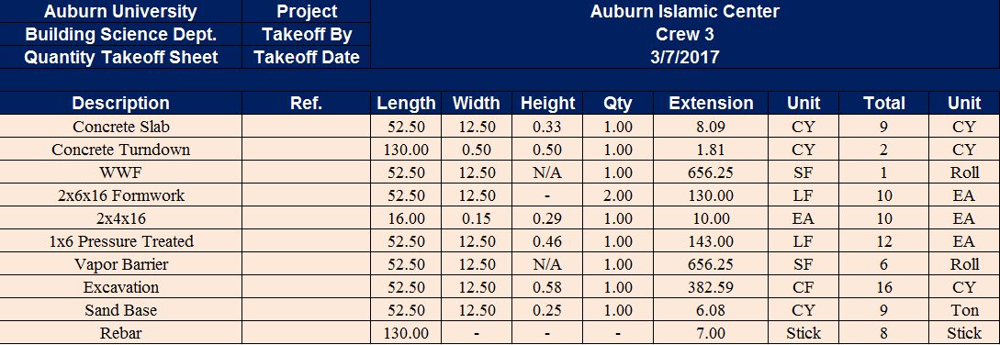 Auburn University Project Auburn Islamic Center
Building Science Dept. Takeoff By Crew 3
Quantity Takeoff Sheet Takeoff Date 3/7/2017
Description Ref. Length Width Height Qty Extension Unit Total Unit
Concrete Slab 52.50 12.50 0.33 1.00 8.09 CY 9 CY
Concrete Turndown 130.00 0.50 0.50 1.00 1.81 CY 2 CY
WWF 52.50 12.50 N/A 1.00 656.25 SF 1 Roll
2x6x16 Formwork 52.50 12.50 - 2.00 130.00 LF 10 EA
2x4x16 16.00 0.15 0.29 1.00 10.00 EA 10 EA
1x6 Pressure Treated 52.50 12.50 0.46 1.00 143.00 LF 12 EA
Vapor Barrier 52.50 12.50 N/A 1.00 656.25 SF 6 Roll
Excavation 52.50 12.50 0.58 1.00 382.59 CF 16 CY
Sand Base 52.50 12.50 0.25 1.00 6.08 CY 9 Ton
Rebar 130.00 - - - 7.00 Stick 8 Stick